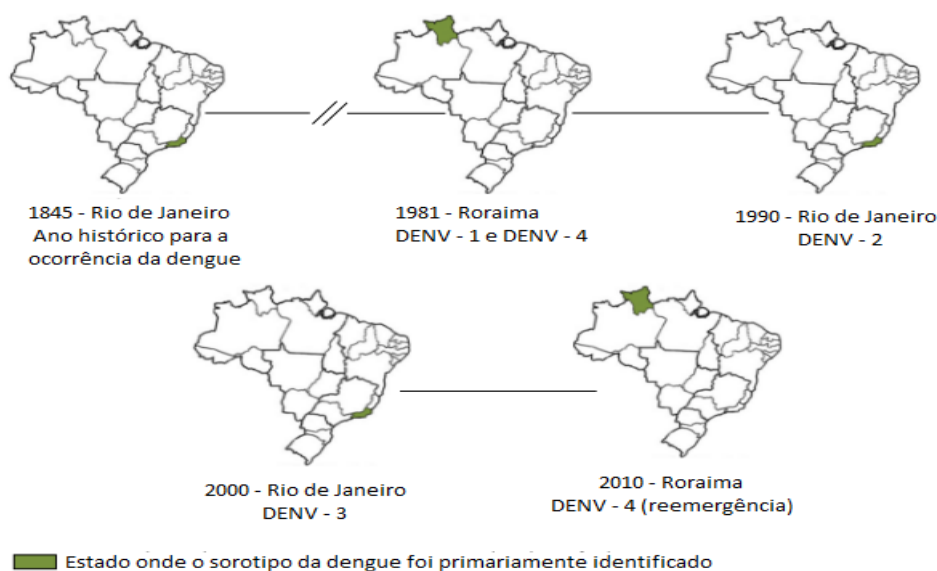 1845 - Rio de Janeiro
Ano histórico para a
ocorrência da dengue
1981 - Roraima
DENV - 1 e DENV - 4
1990 - Rio de Janeiro
DENV - 2
2000 - Rio de Janeiro
DENV - 3
2010 - Roraima
DENV - 4 (reemergência)
Estado onde o sorotipo da dengue foi primariamente identificado